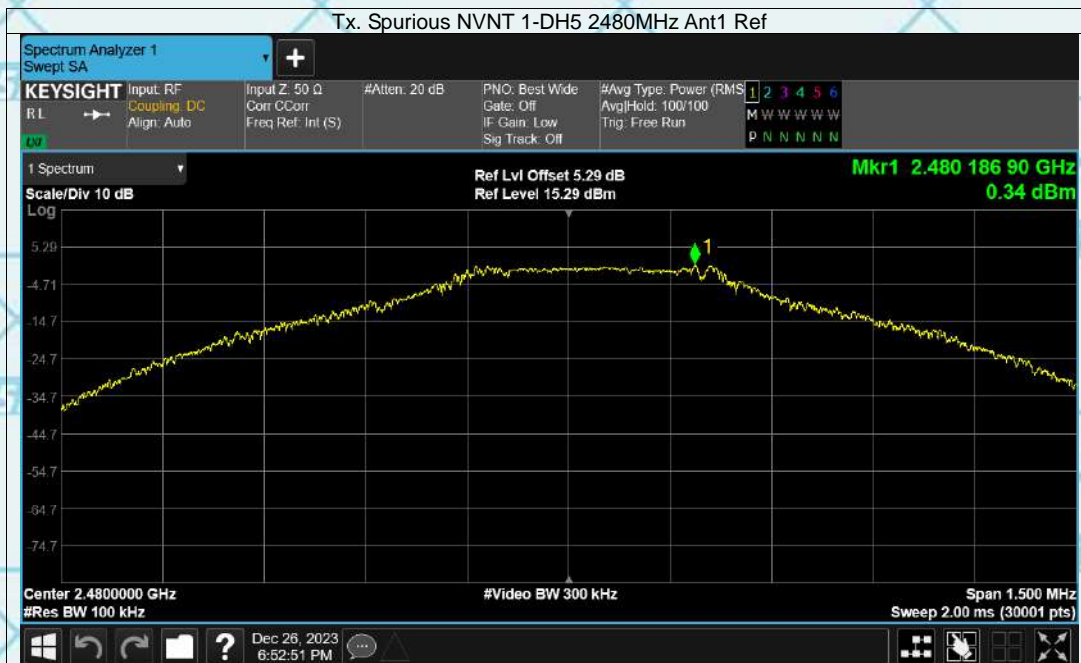 Tx. Spurious NVNT 1-DH5 2480MHz Ant1 Ref
Spectrum Analyzer 1
Swept SA
+
KEYSIGHT Input: RF Input Z: 50 Ω #Atten: 20 dB PNO: Best Wide #Avg Type: Power (RMS 1 2 3 4 5 6
R L Coupling: DC Corr CCorr Gate: Off Avg|Hold: 100/100 M W W W W W
Align: Auto Freq Ref: Int (S) IF Gain: Low Trig: Free Run
LXI Sig Track: Off P N N N N N
1 Spectrum Ref Lvl Offset 5.29 dB Mkr1 2.480 186 90 GHz
Scale/Div 10 dB Ref Level 15.29 dBm 0.34 dBm
Log
1
5.29
-4.71
-14.7
-24.7
-34.7
-44.7
-54.7
-64.7
-74.7
Center 2.4800000 GHz #Video BW 300 kHz Span 1.500 MHz
#Res BW 100 kHz Sweep 2.00 ms (30001 pts)
? Dec 26, 2023
6:52:51 PM